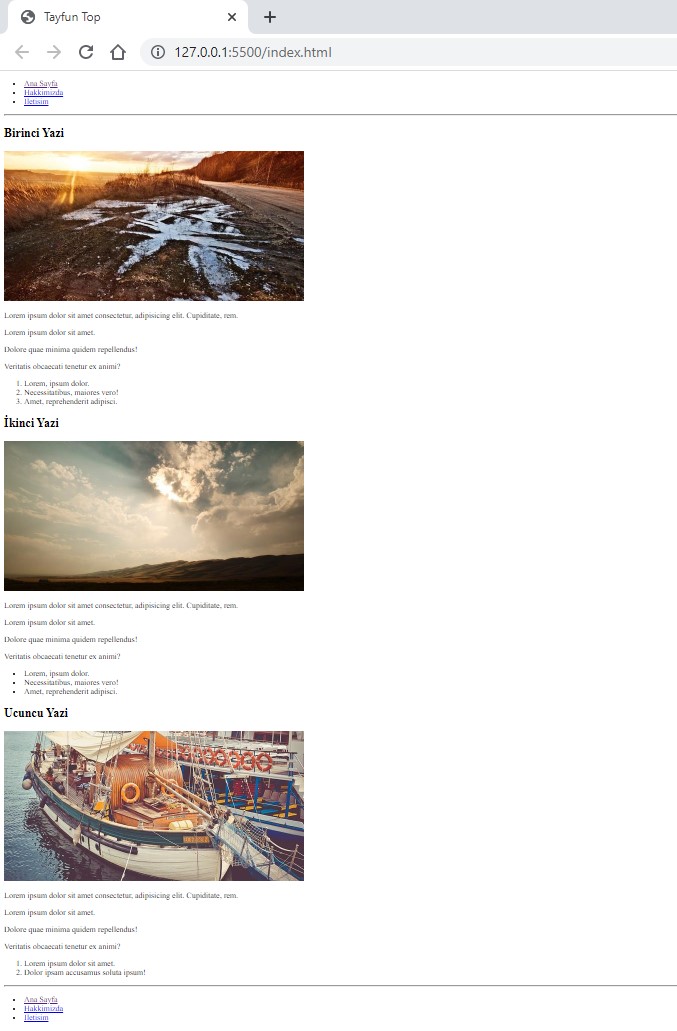 Tayfun Top
127.0.0.1:5500/index.html
Ana Sayfa
Hakkimizda
Iletisim
Birinci Yazi
Lorem ipsum dolor sit amet consectetur, adipisicing elit. Cupiditate, rem.
Lorem ipsum dolor sit amet.
Dolore quae minima quidem repellendus!
Veritatis obcaecati tenetur ex animi?
1. Lorem, ipsum dolor.
2. Necessitatibus, maiores vero!
3. Amet, reprehenderit adipisci.
İkinci Yazi
Lorem ipsum dolor sit amet consectetur, adipisicing elit. Cupiditate, rem.
Lorem ipsum dolor sit amet.
Dolore quae minima quidem repellendus!
Veritatis obcaecati tenetur ex animi?
Lorem, ipsum dolor.
Necessitatibus, maiores vero!
Amet, reprehenderit adipisci.
Ucuncu Yazi
Lorem ipsum dolor sit amet consectetur, adipisicing elit. Cupiditate, rem.
Lorem ipsum dolor sit amet.
Dolore quae minima quidem repellendus!
Veritatis obcaecati tenetur ex animi?
1. Lorem ipsum dolor sit amet.
2. Dolor ipsam accusamus soluta ipsum!
Ana Sayfa
Hakkimizda
Iletisim